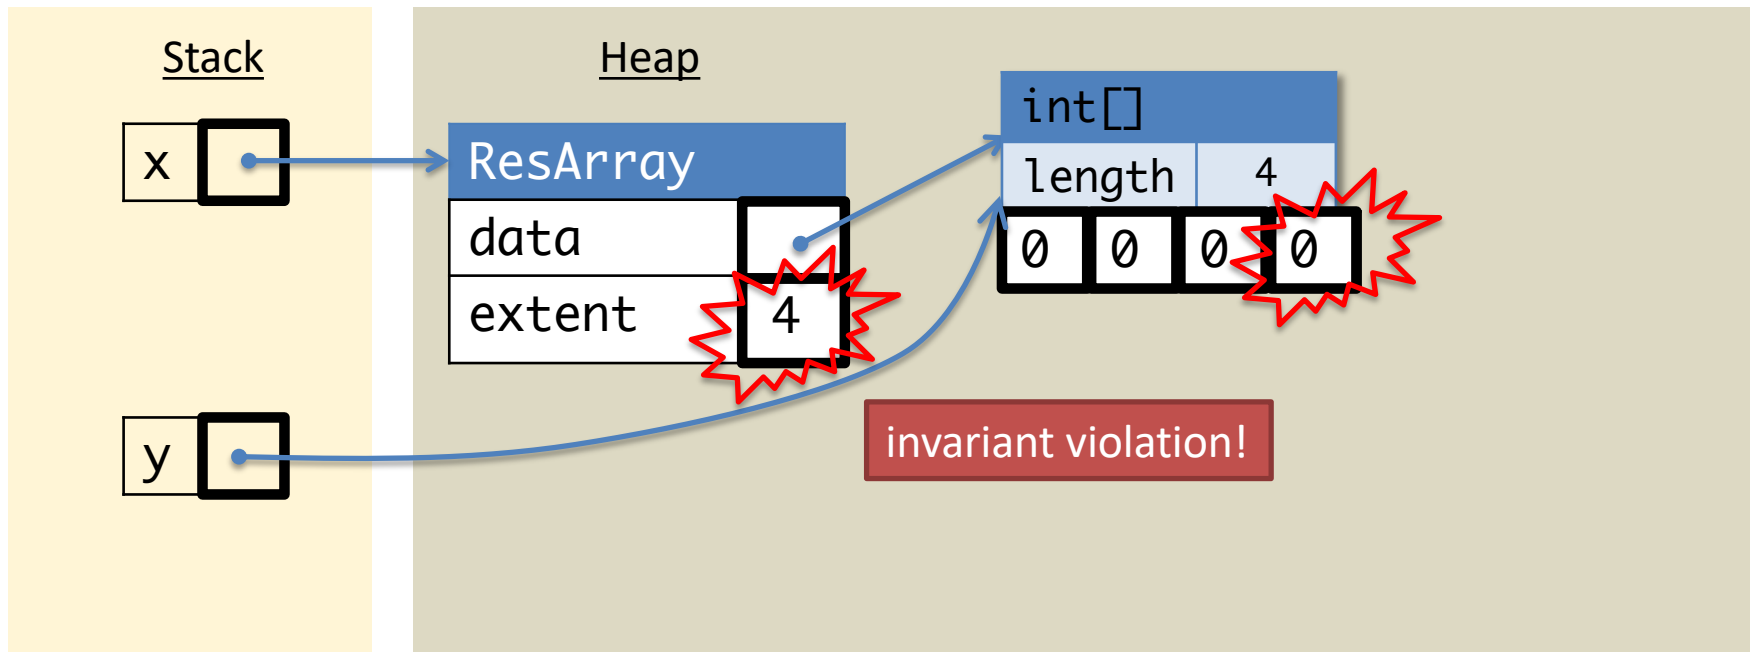 Stack
Heap
int[]
x
ResArray
length 4
data
0 0 0 0
extent 4
y
invariant violation!